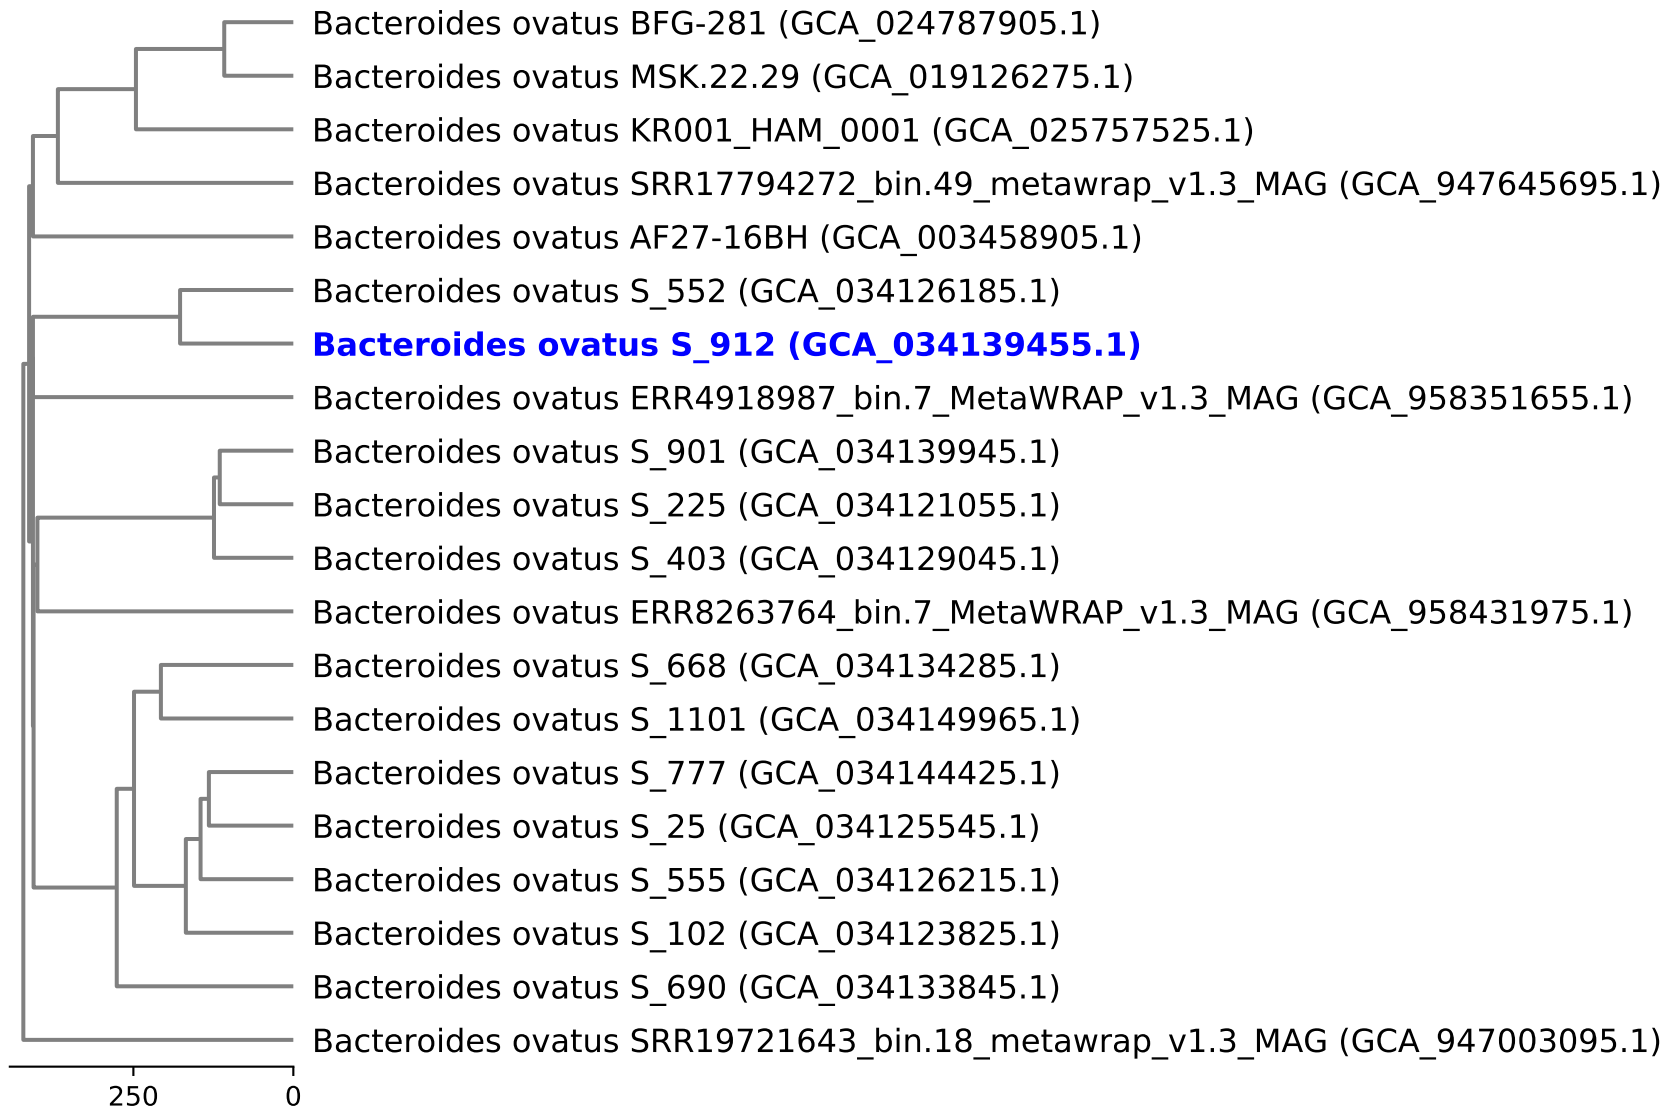 Bacteroides ovatus BFG-281 (GCA_024787905.1)
Bacteroides ovatus MSK.22.29 (GCA_019126275.1)
Bacteroides ovatus KR001_HAM_0001 (GCA_025757525.1)
Bacteroides ovatus SRR17794272_bin.49_metawrap_v1.3_MAG (GCA_947645695.1)
Bacteroides ovatus AF27-16BH (GCA_003458905.1)
Bacteroides ovatus S_552 (GCA_034126185.1)
Bacteroides ovatus S_912 (GCA_034139455.1)
Bacteroides ovatus ERR4918987_bin.7_MetaWRAP_v1.3_MAG (GCA_958351655.1)
Bacteroides ovatus S_901 (GCA_034139945.1)
Bacteroides ovatus S_225 (GCA_034121055.1)
Bacteroides ovatus S_403 (GCA_034129045.1)
Bacteroides ovatus ERR8263764_bin.7_MetaWRAP_v1.3_MAG (GCA_958431975.1)
Bacteroides ovatus S_668 (GCA_034134285.1)
Bacteroides ovatus S_1101 (GCA_034149965.1)
Bacteroides ovatus S_777 (GCA_034144425.1)
Bacteroides ovatus S_25 (GCA_034125545.1)
Bacteroides ovatus S_555 (GCA_034126215.1)
Bacteroides ovatus S_102 (GCA_034123825.1)
Bacteroides ovatus S_690 (GCA_034133845.1)
Bacteroides ovatus SRR19721643_bin.18_metawrap_v1.3_MAG (GCA_947003095.1)
250 0